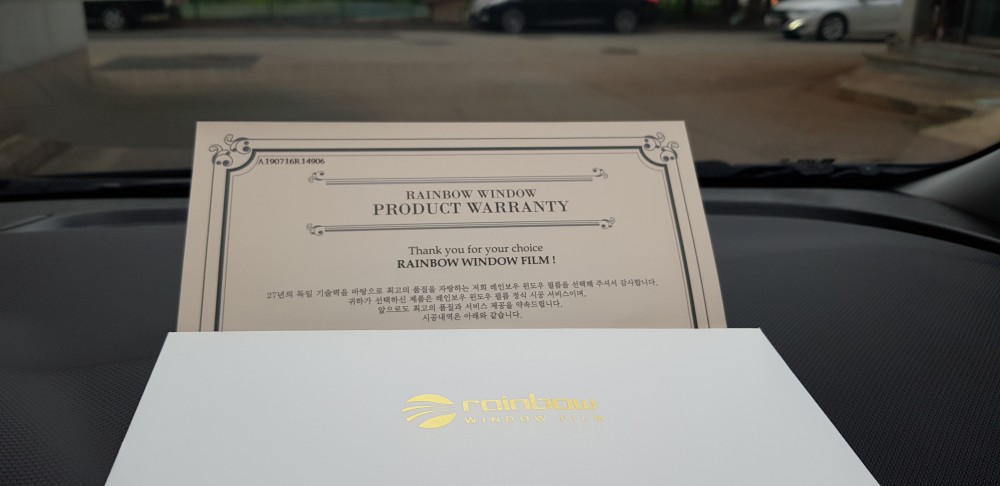 A190716R14906
RAINBOW WINDOW
PRODUCT WARRANTY
Thank you for your choice
RAINBOW WINDOW FILM !
27년의 독일 기술력을 바탕으로 최고의 품질을 자랑하는 저희 레인보우 윈도우 필름을 선택해 주셔서 감사합니다.
귀하가 선택하신 제품은 레인보우 윈도우 필름 정식 시공 서비스이며,
앞으로도 최고의 품질과 서비스 제공을 약속드립니다.
시공내역은 아래와 같습니다.
rainbow
WINDOW FILM